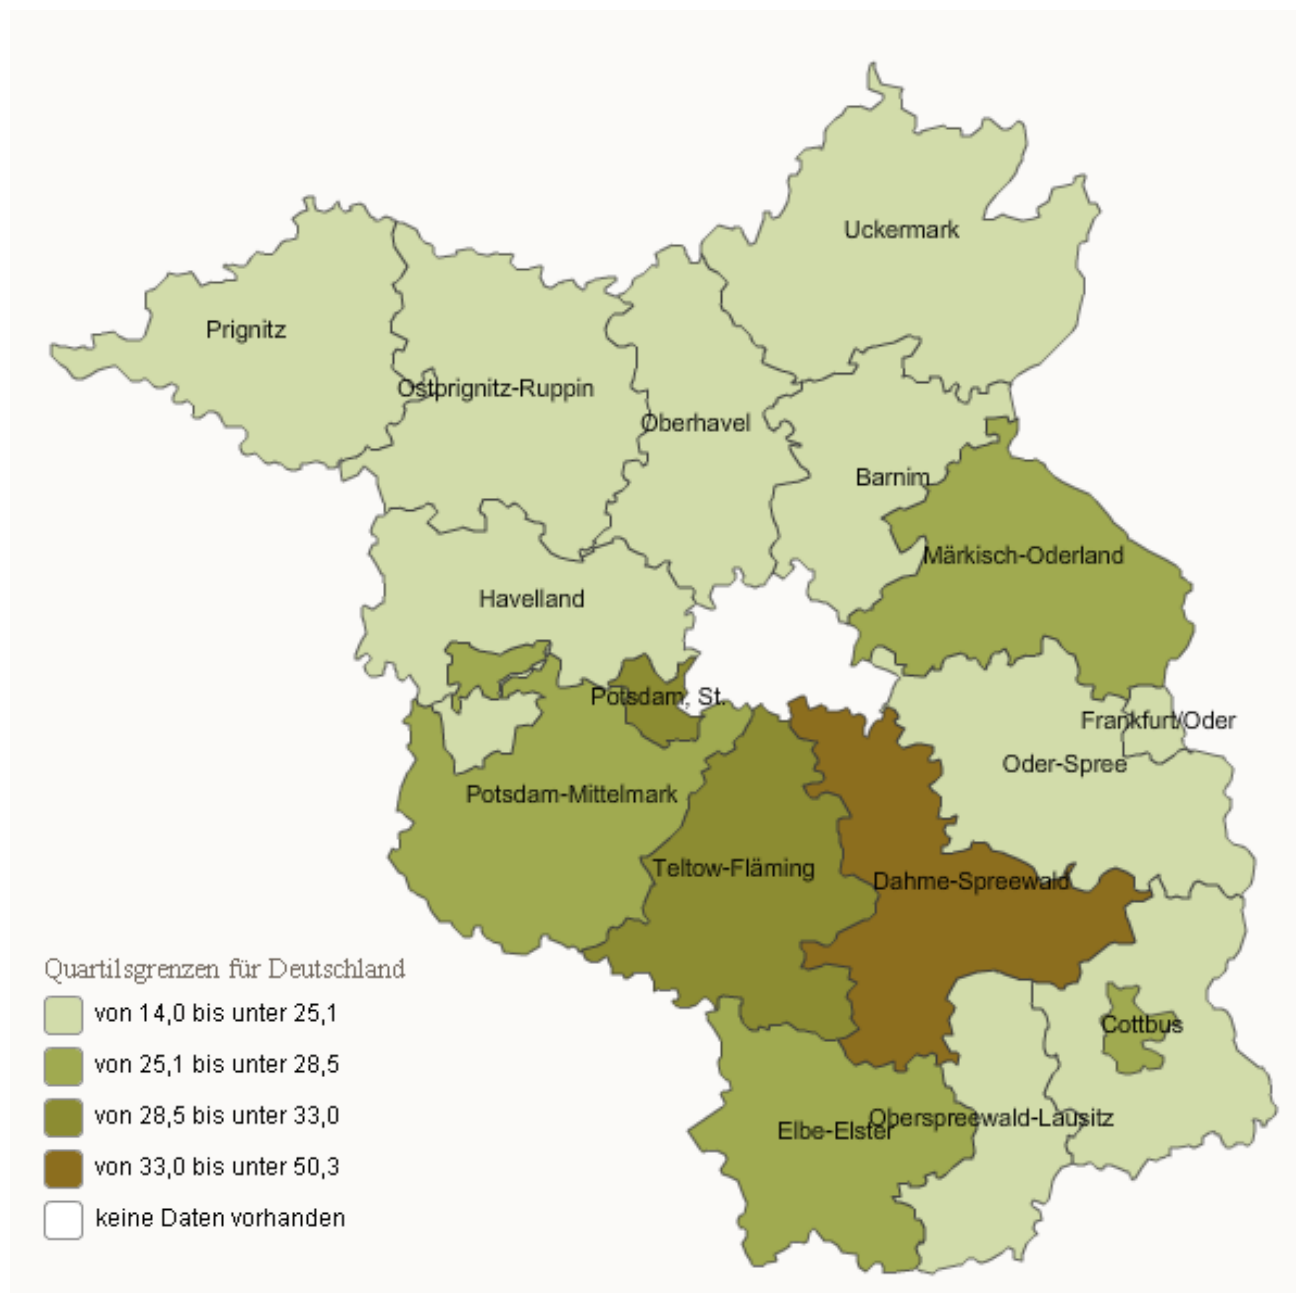 Uckermark
Prignitz
Ostprignitz-Ruppin
Oberhavel
Barnim
Märkisch-Oderland
Havelland
Potsdam, St.
Frankfurt/Oder
Oder-Spree
Potsdam-Mittelmark
Teltow-Fläming
Dahme-Spreewald
Cottbus
Oberspreewald-Lausitz
Elbe-Elster
Quartilsgrenzen für Deutschland
von 14,0 bis unter 25,1
von 25,1 bis unter 28,5
von 28,5 bis unter 33,0
von 33,0 bis unter 50,3
keine Daten vorhanden